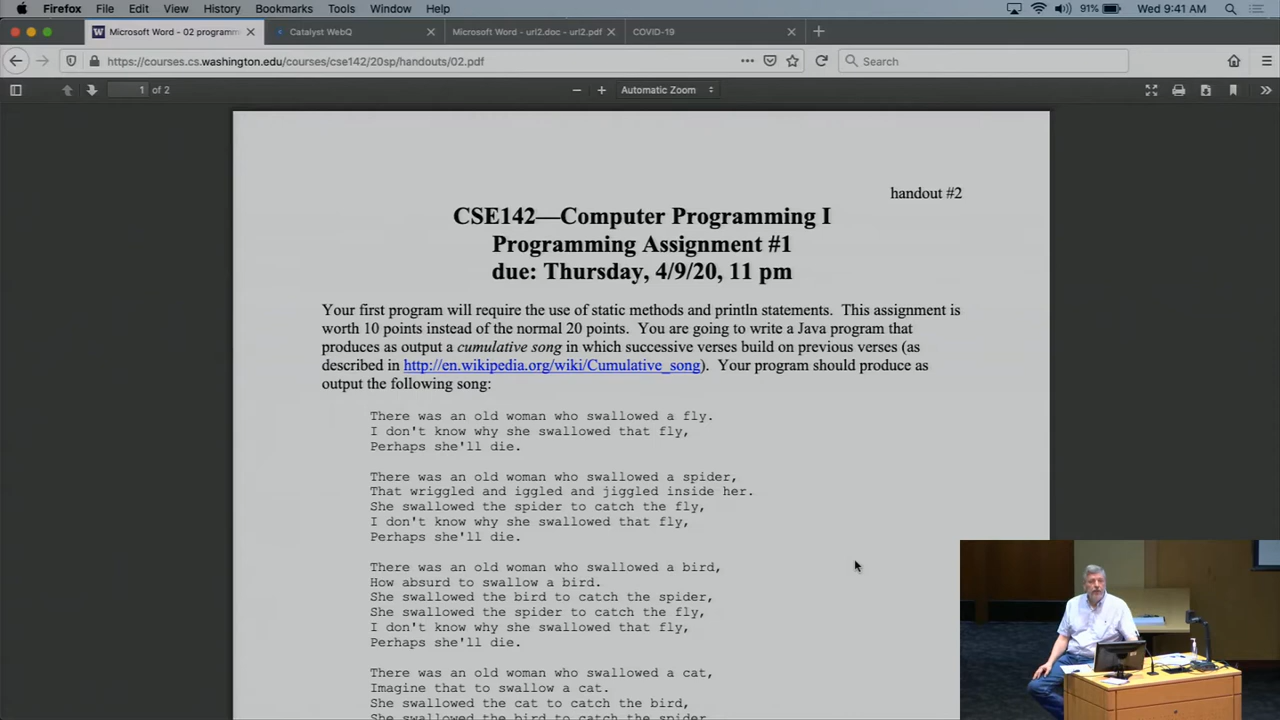 Firefox File Edit View History Bookmarks Tools Window Help 91% Wed 9:41 AM
Microsoft Word - 02 programm Catalyst WebQ Microsoft Word - url2.doc - url2.pdf COVID-19
https://courses.cs.washington.edu/courses/cse142/20sp/handouts/02.pdf Search
1 of 2 Automatic Zoom
handout #2
CSE142—Computer Programming I
Programming Assignment #1
due: Thursday, 4/9/20, 11 pm
Your first program will require the use of static methods and println statements. This assignment is
worth 10 points instead of the normal 20 points. You are going to write a Java program that
produces as output a cumulative song in which successive verses build on previous verses (as
described in http://en.wikipedia.org/wiki/Cumulative_song). Your program should produce as
output the following song:
There was an old woman who swallowed a fly.
I don't know why she swallowed that fly,
Perhaps she'll die.
There was an old woman who swallowed a spider,
That wriggled and iggled and jiggled inside her.
She swallowed the spider to catch the fly,
I don't know why she swallowed that fly,
Perhaps she'll die.
There was an old woman who swallowed a bird,
How absurd to swallow a bird.
She swallowed the bird to catch the spider,
She swallowed the spider to catch the fly,
I don't know why she swallowed that fly,
Perhaps she'll die.
There was an old woman who swallowed a cat,
Imagine that to swallow a cat.
She swallowed the cat to catch the bird,
She swallowed the bird to catch the spider,